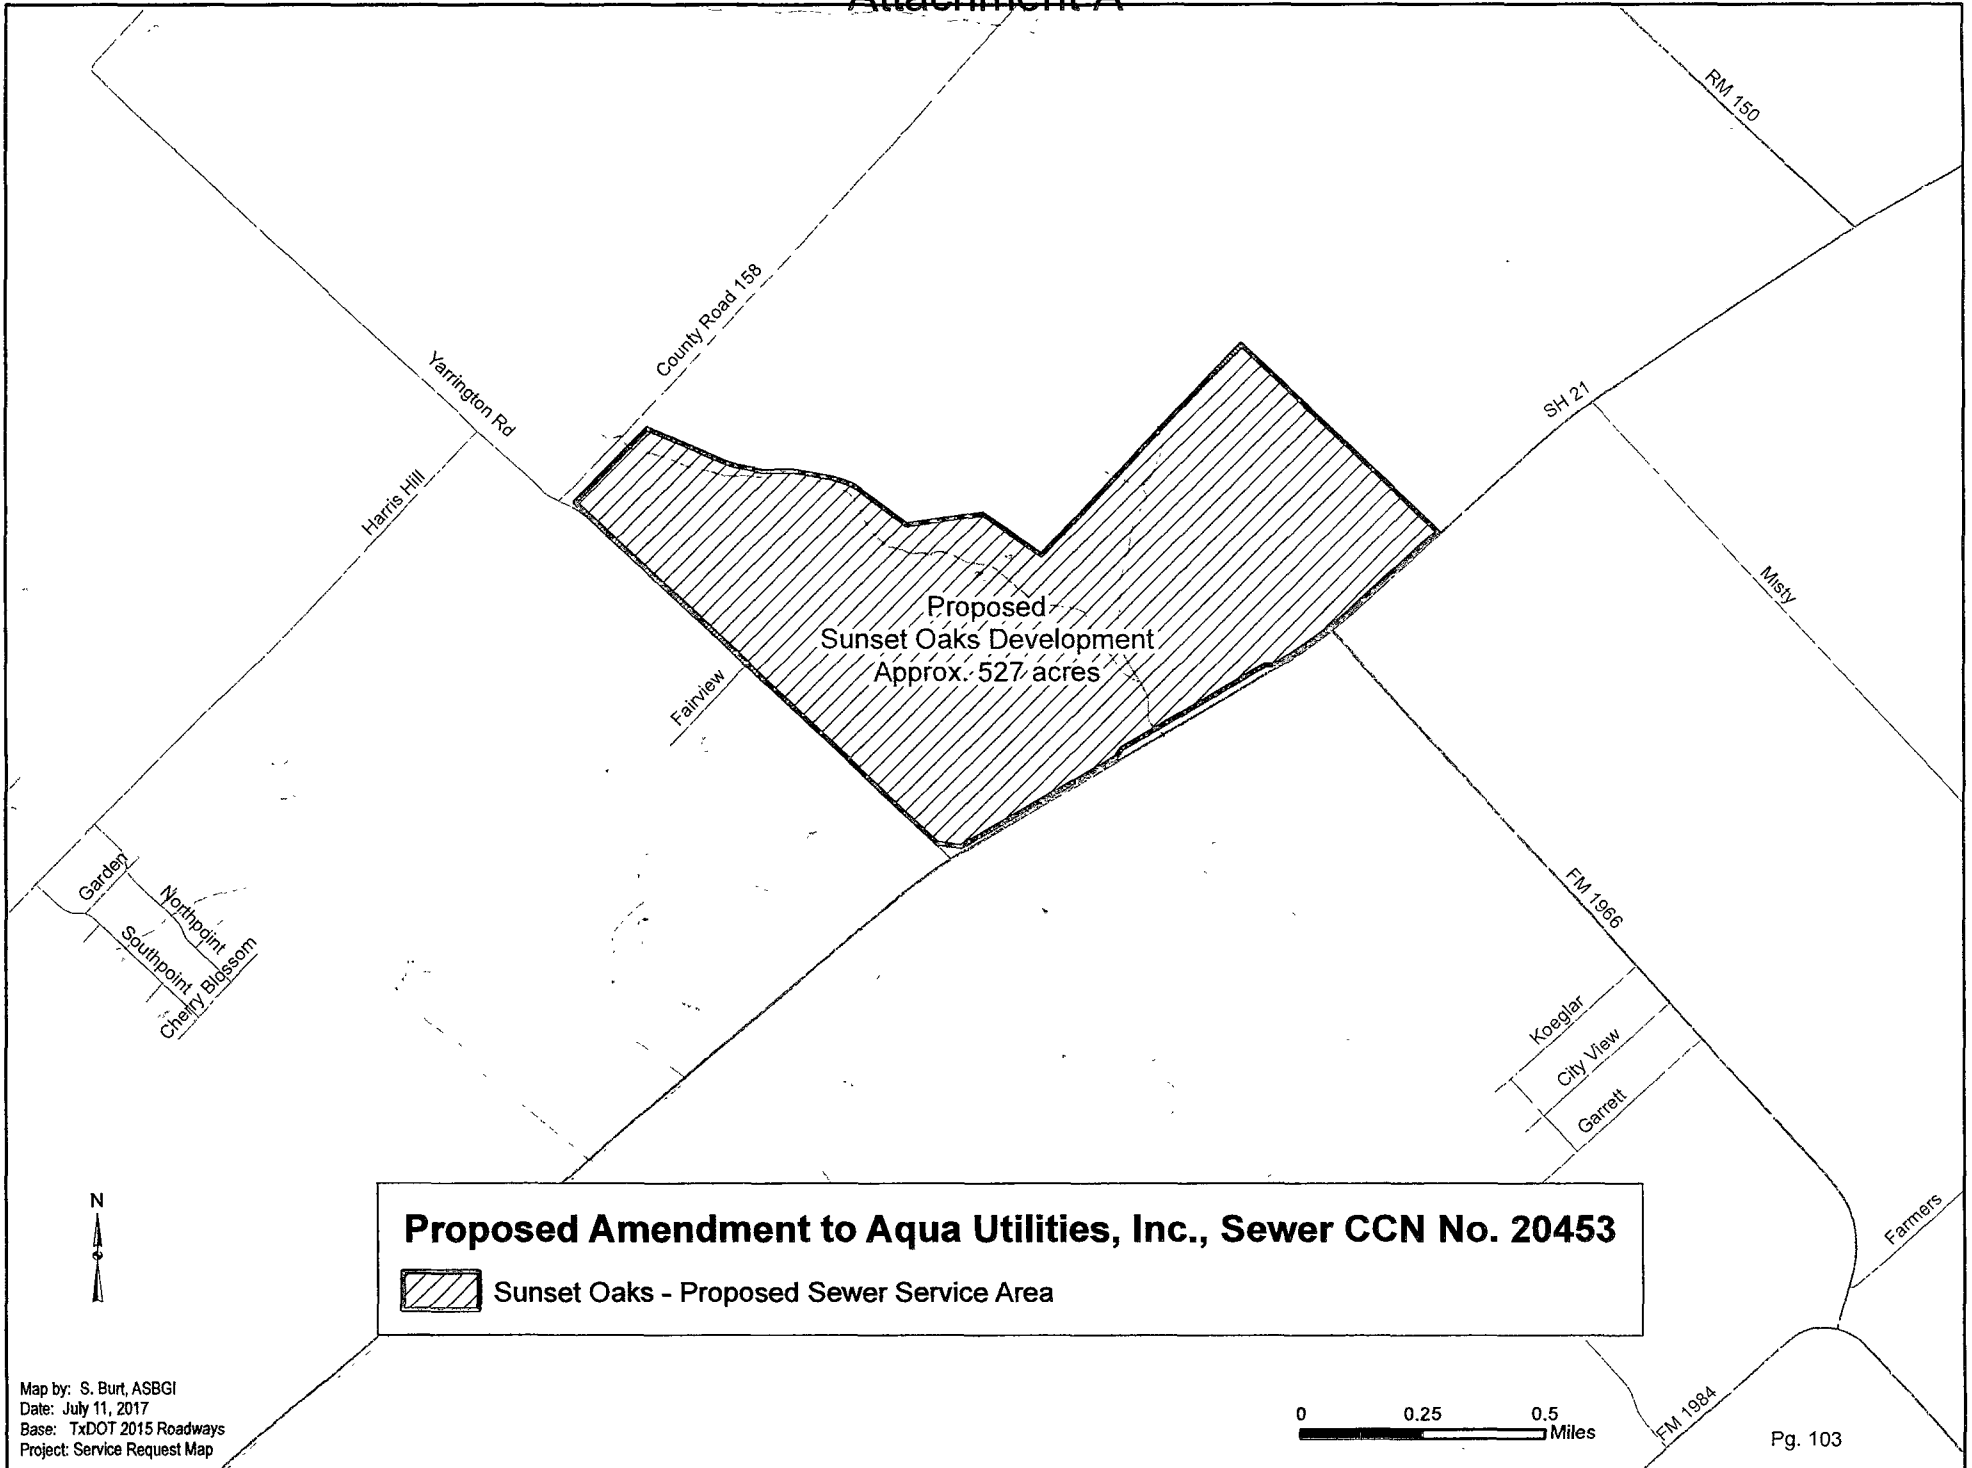 Attachment A
RM 150
County Road 158
Yarrington Rd
SH 21
Harris Hill
Misty
Proposed
Sunset Oaks Development
Approx. 527 acres
Fairview
Garden
Northpoint
Southpoint
Cherry Blossom
FM 1966
Koeglar
City View
Garrett
Farmers
N
Proposed Amendment to Aqua Utilities, Inc., Sewer CCN No. 20453
Sunset Oaks - Proposed Sewer Service Area
Map by: S. Burt, ASBGI
Date: July 11, 2017
Base: TxDOT 2015 Roadways
Project: Service Request Map
0 0.25 0.5
Miles
FM 1984
Pg. 103